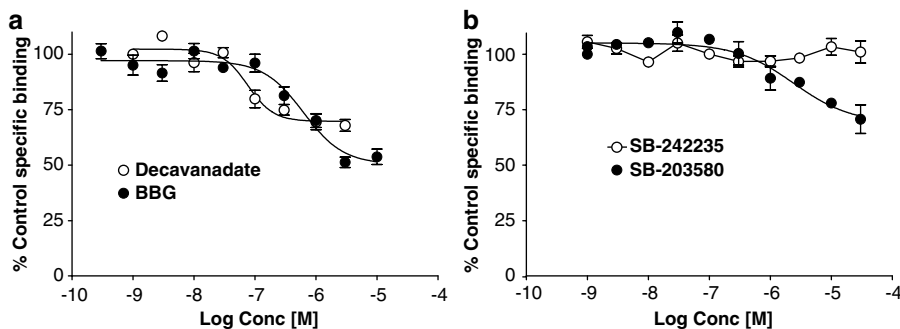 a
% Control specific binding
100
75
50
25
0
Decavanadate
BBG
-10 -9 -8 -7 -6 -5 -4
Log Conc [M]
b
% Control specific binding
100
75
50
25
0
SB-242235
SB-203580
-10 -9 -8 -7 -6 -5 -4
Log Conc [M]